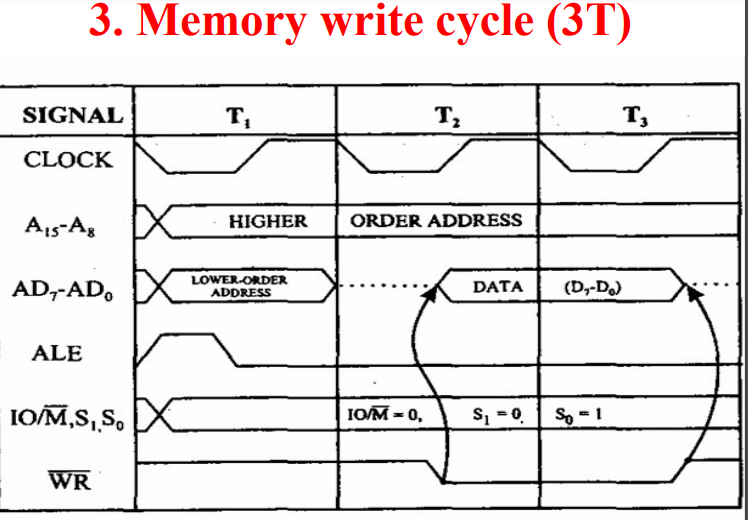 3. Memory write cycle (3T)
SIGNAL T₁ T₂ T₃
CLOCK
A₁₅-A₈ HIGHER ORDER ADDRESS
AD₇-AD₀ LOWER-ORDER ADDRESS DATA (D₇-D₀)
ALE
IO/M̅,S₁,S₀ IO/M̅ = 0, S₁ = 0, S₀ = 1
W̅R̅